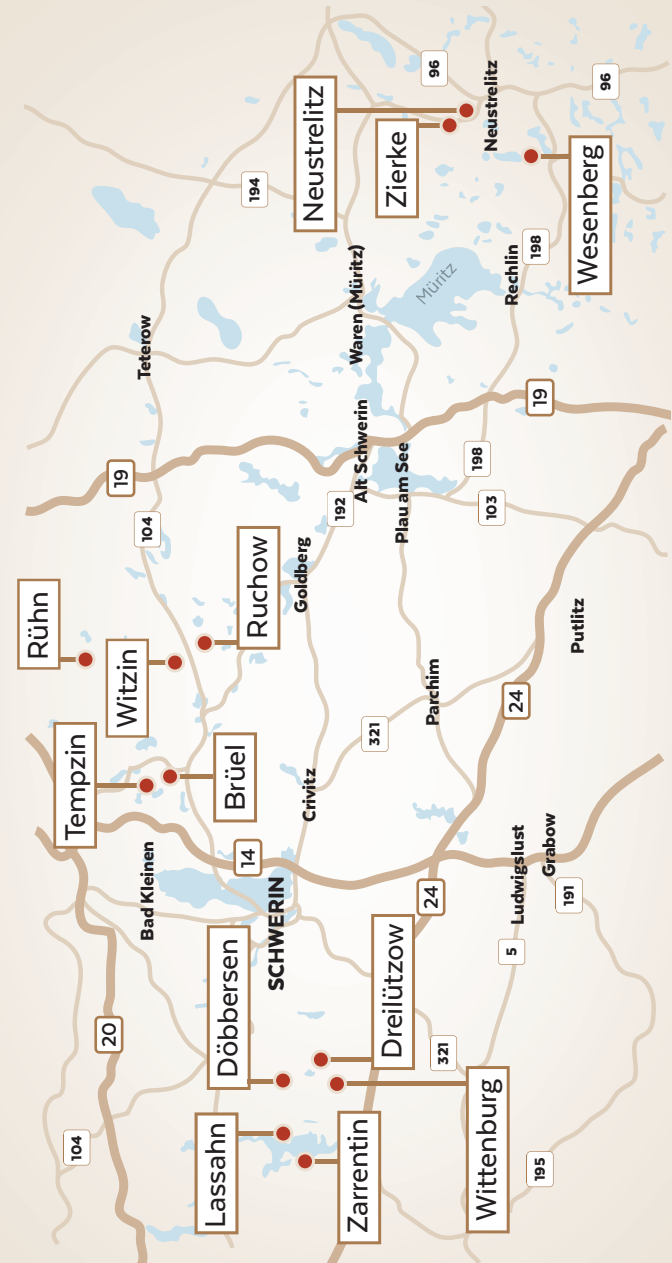 Rühn
104
Tempzin
20
19
Witzin
Bad Kleinen
104
Teterow
Lassahn
Döbbersen
Brüel
14
194
Ruchow
SCHWERIN
Crivitz
Goldberg
Neustrelitz
192
Zarrentin
Alt Schwerin
Waren (Müritz)
321
Dreilützow
Zierke
Plau am See
24
Parchim
Müritz
96
321
198
Wittenburg
103
Neustrelitz
5
Rechlin
24
Ludwigslust
198
195
19
Grabow
191
Putlitz
Wesenberg
96